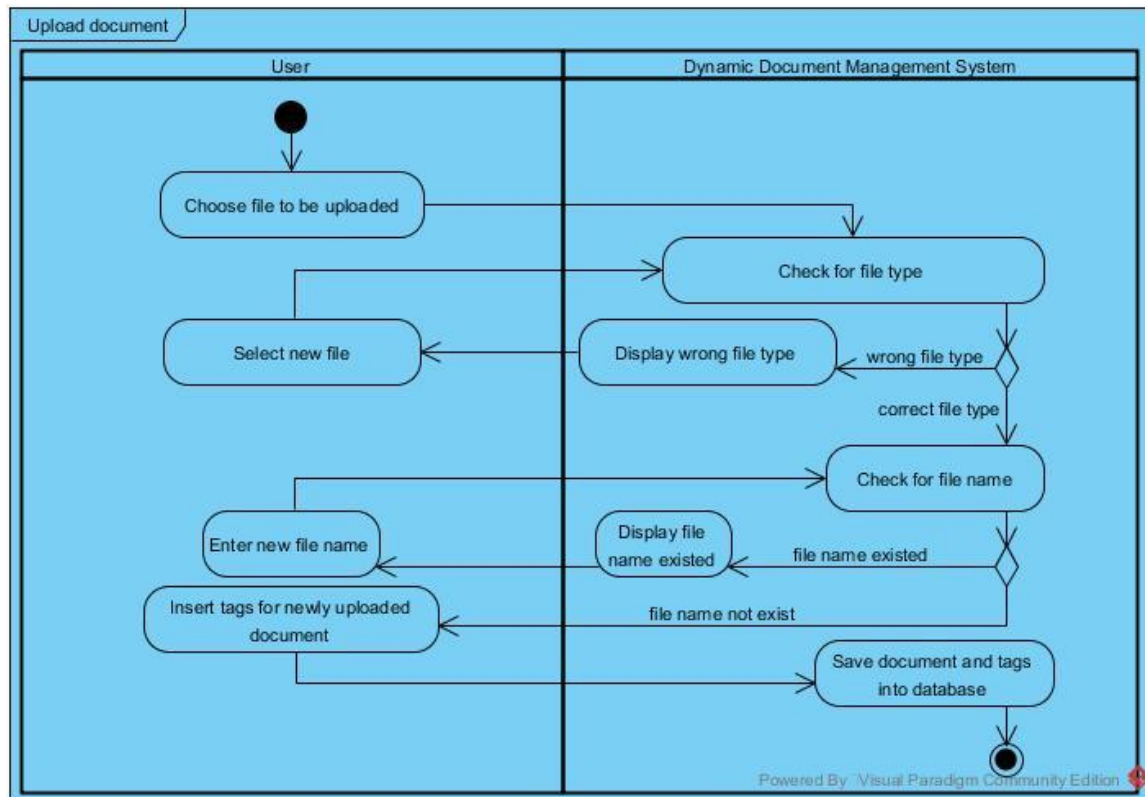 Upload document
User
Dynamic Document Management System
Choose file to be uploaded
Check for file type
Select new file
Display wrong file type
wrong file type
correct file type
Check for file name
Enter new file name
Display file
name existed
file name existed
Insert tags for newly uploaded
document
file name not exist
Save document and tags
into database
Powered By Visual Paradigm Community Edition